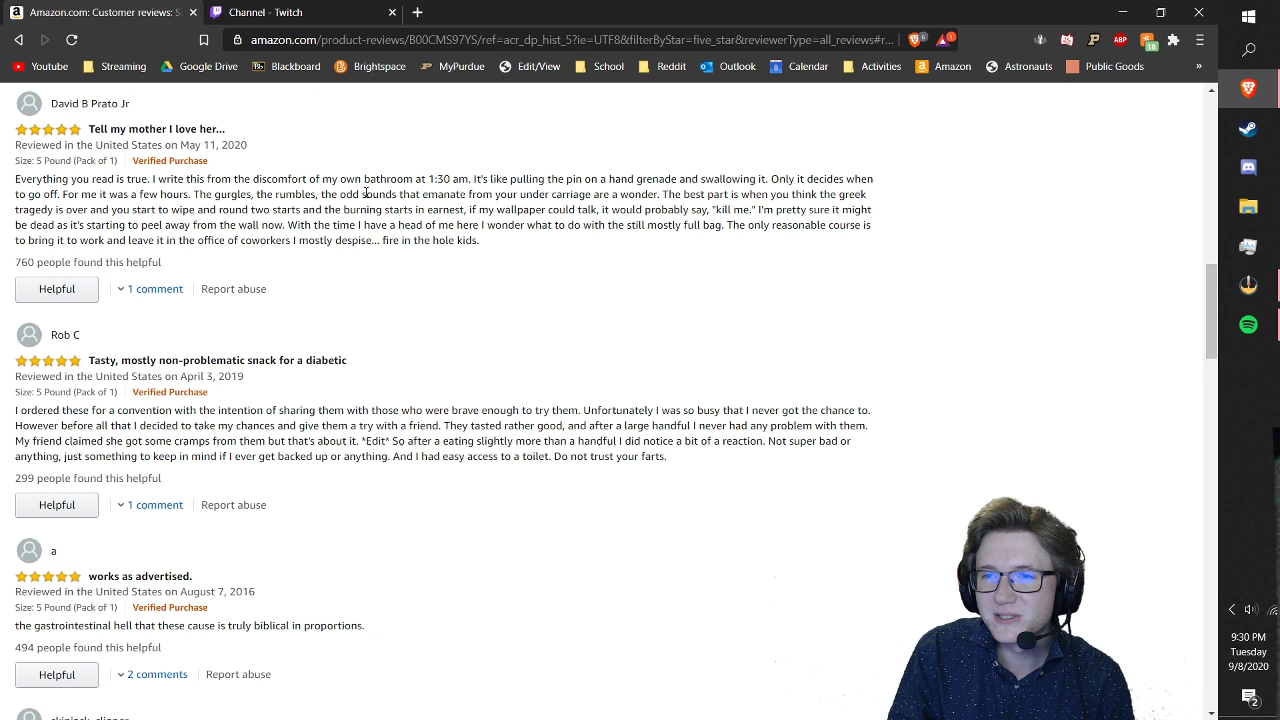 Amazon.com: Customer reviews: S
Channel - Twitch
amazon.com/product-reviews/B00CMS97YS/ref=acr_dp_hist_5?ie=UTF8&filterByStar=five_star&reviewerType=all_reviews#r...
6
1
ABP
18
Youtube
Streaming
Google Drive
Bb
Blackboard
Brightspace
MyPurdue
Edit/View
School
Reddit
Outlook
Calendar
Activities
Amazon
Astronauts
Public Goods
»
David B Prato Jr
Tell my mother I love her...
Reviewed in the United States on May 11, 2020
Size: 5 Pound (Pack of 1)
Verified Purchase
Everything you read is true. I write this from the discomfort of my own bathroom at 1:30 am. It's like pulling the pin on a hand grenade and swallowing it. Only it decides when
to go off. For me it was a few hours. The gurgles, the rumbles, the odd sounds that emanate from your under carriage are a wonder. The best part is when you think the greek
tragedy is over and you start to wipe and round two starts and the burning starts in earnest, if my wallpaper could talk, it would probably say, "kill me." I'm pretty sure it might
be dead as it's starting to peel away from the wall now. With the time I have a head of me here I wonder what to do with the still mostly full bag. The only reasonable course is
to bring it to work and leave it in the office of coworkers I mostly despise... fire in the hole kids.
760 people found this helpful
Helpful
1 comment
Report abuse
Rob C
Tasty, mostly non-problematic snack for a diabetic
Reviewed in the United States on April 3, 2019
Size: 5 Pound (Pack of 1)
Verified Purchase
I ordered these for a convention with the intention of sharing them with those who were brave enough to try them. Unfortunately I was so busy that I never got the chance to.
However before all that I decided to take my chances and give them a try with a friend. They tasted rather good, and after a large handful I never had any problem with them.
My friend claimed she got some cramps from them but that's about it. *Edit* So after a eating slightly more than a handful I did notice a bit of a reaction. Not super bad or
anything, just something to keep in mind if I ever get backed up or anything. And I had easy access to a toilet. Do not trust your farts.
299 people found this helpful
Helpful
1 comment
Report abuse
a
works as advertised.
Reviewed in the United States on August 7, 2016
Size: 5 Pound (Pack of 1)
Verified Purchase
the gastrointestinal hell that these cause is truly biblical in proportions.
494 people found this helpful
Helpful
2 comments
Report abuse
9:30 PM
Tuesday
9/8/2020
2